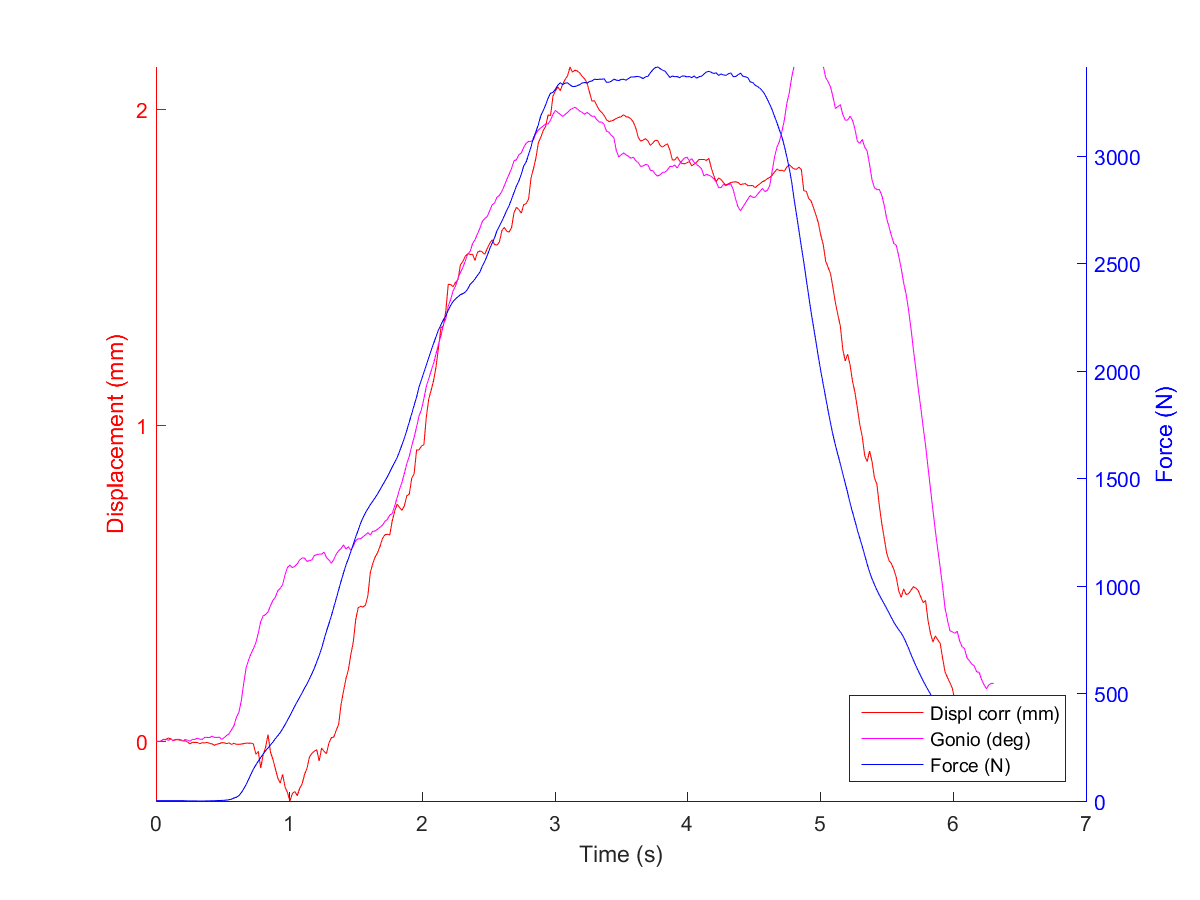 Displacement (mm)
2
1
0
3000
2500
2000
1500
1000
500
0
Force (N)
Displ corr (mm)
Gonio (deg)
Force (N)
0 1 2 3 4 5 6 7
Time (s)